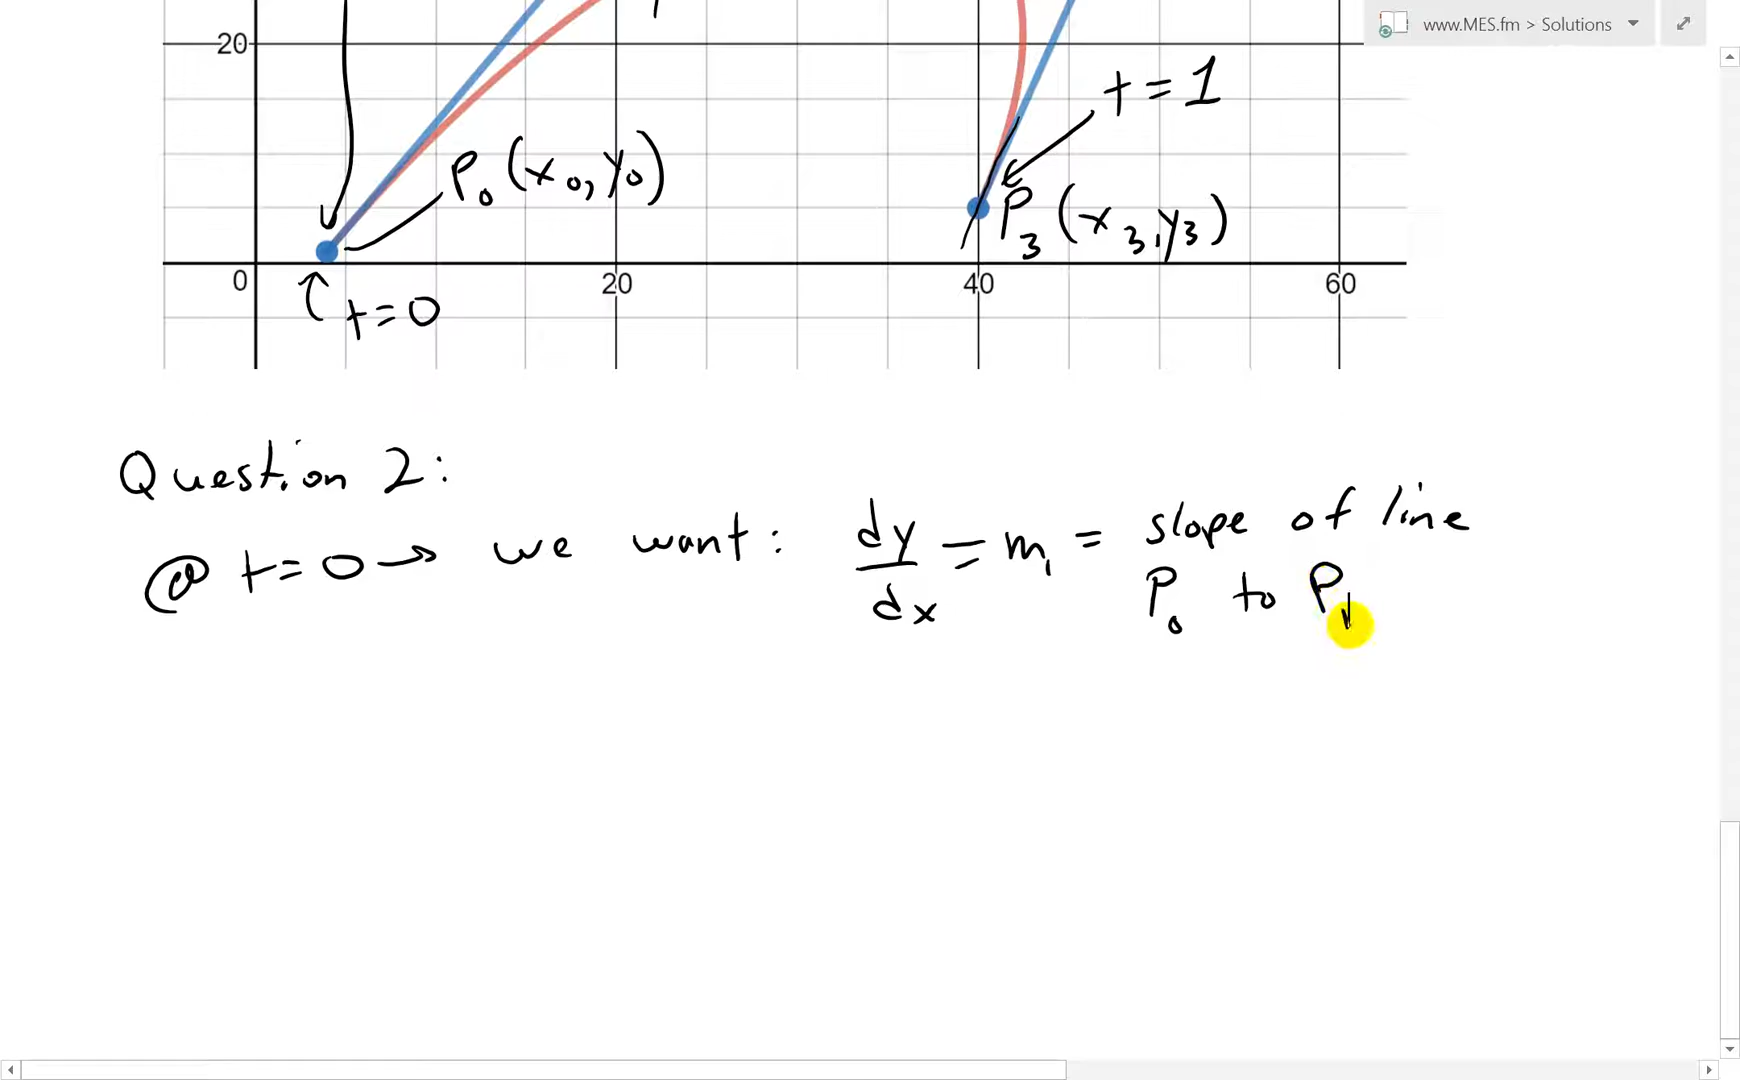 www.MES.fm > Solutions
20
t = 1
P0 (x0, y0)
P3 (x3, y3)
0 20 40 60
t = 0
Question 2:
@ t = 0 → we want: dy/dx = m1 = slope of line
P0 to P1